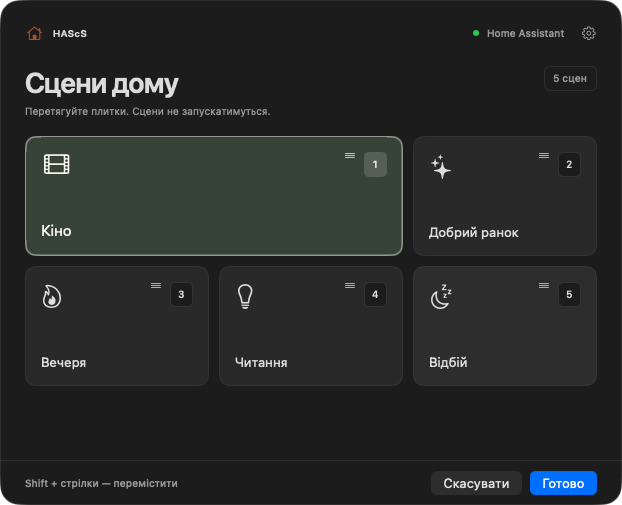 HAScS
Home Assistant
Сцени дому
5 сцен
Перетягуйте плитки. Сцени не запускатимуться.
1
Кіно
2
Добрий ранок
3
Вечеря
4
Читання
5
Відбій
Shift + стрілки — перемістити
Скасувати
Готово